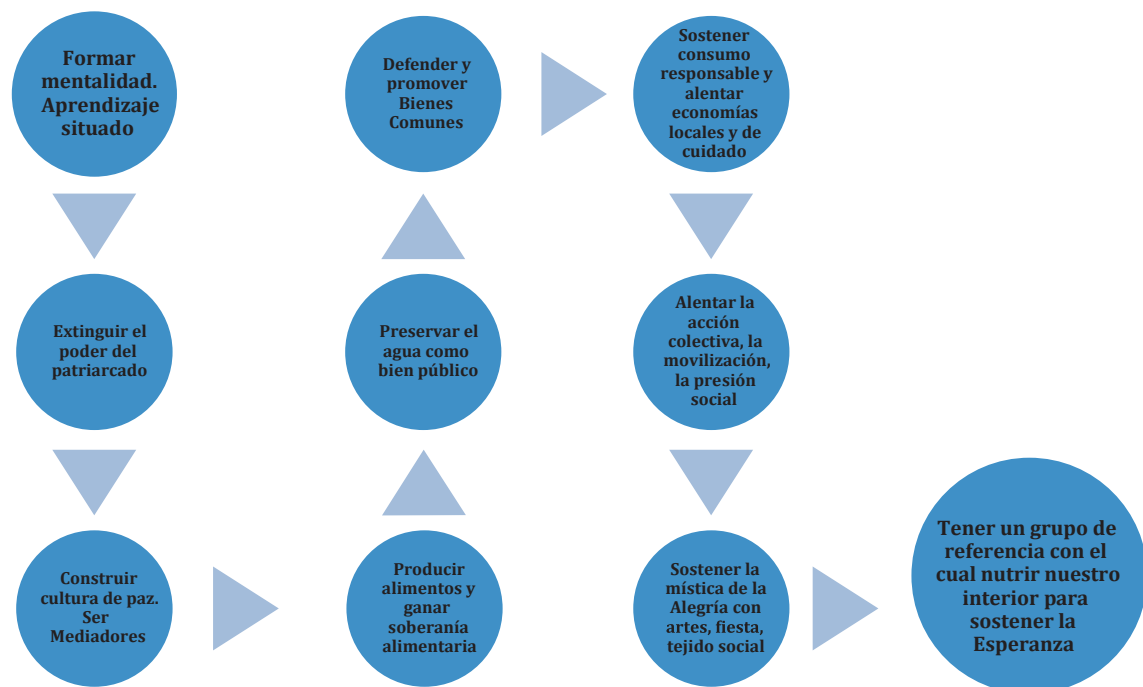 Formar
mentalidad.
Aprendizaje
situado
Extinguir el
poder del
patriarcado
Construir
cultura de paz.
Ser
Mediadores
Producir
alimentos y
ganar
soberanía
alimentaria
Preservar el
agua como
bien público
Defender y
promover
Bienes
Comunes
Sostener
consumo
responsable y
alentar
economías
locales y de
cuidado
Alentar la
acción
colectiva, la
movilización,
la presión
social
Sostener la
mística de la
Alegría con
artes, fiesta,
tejido social
Tener un grupo de
referencia con el
cual nutrir nuestro
interior para
sostener la
Esperanza